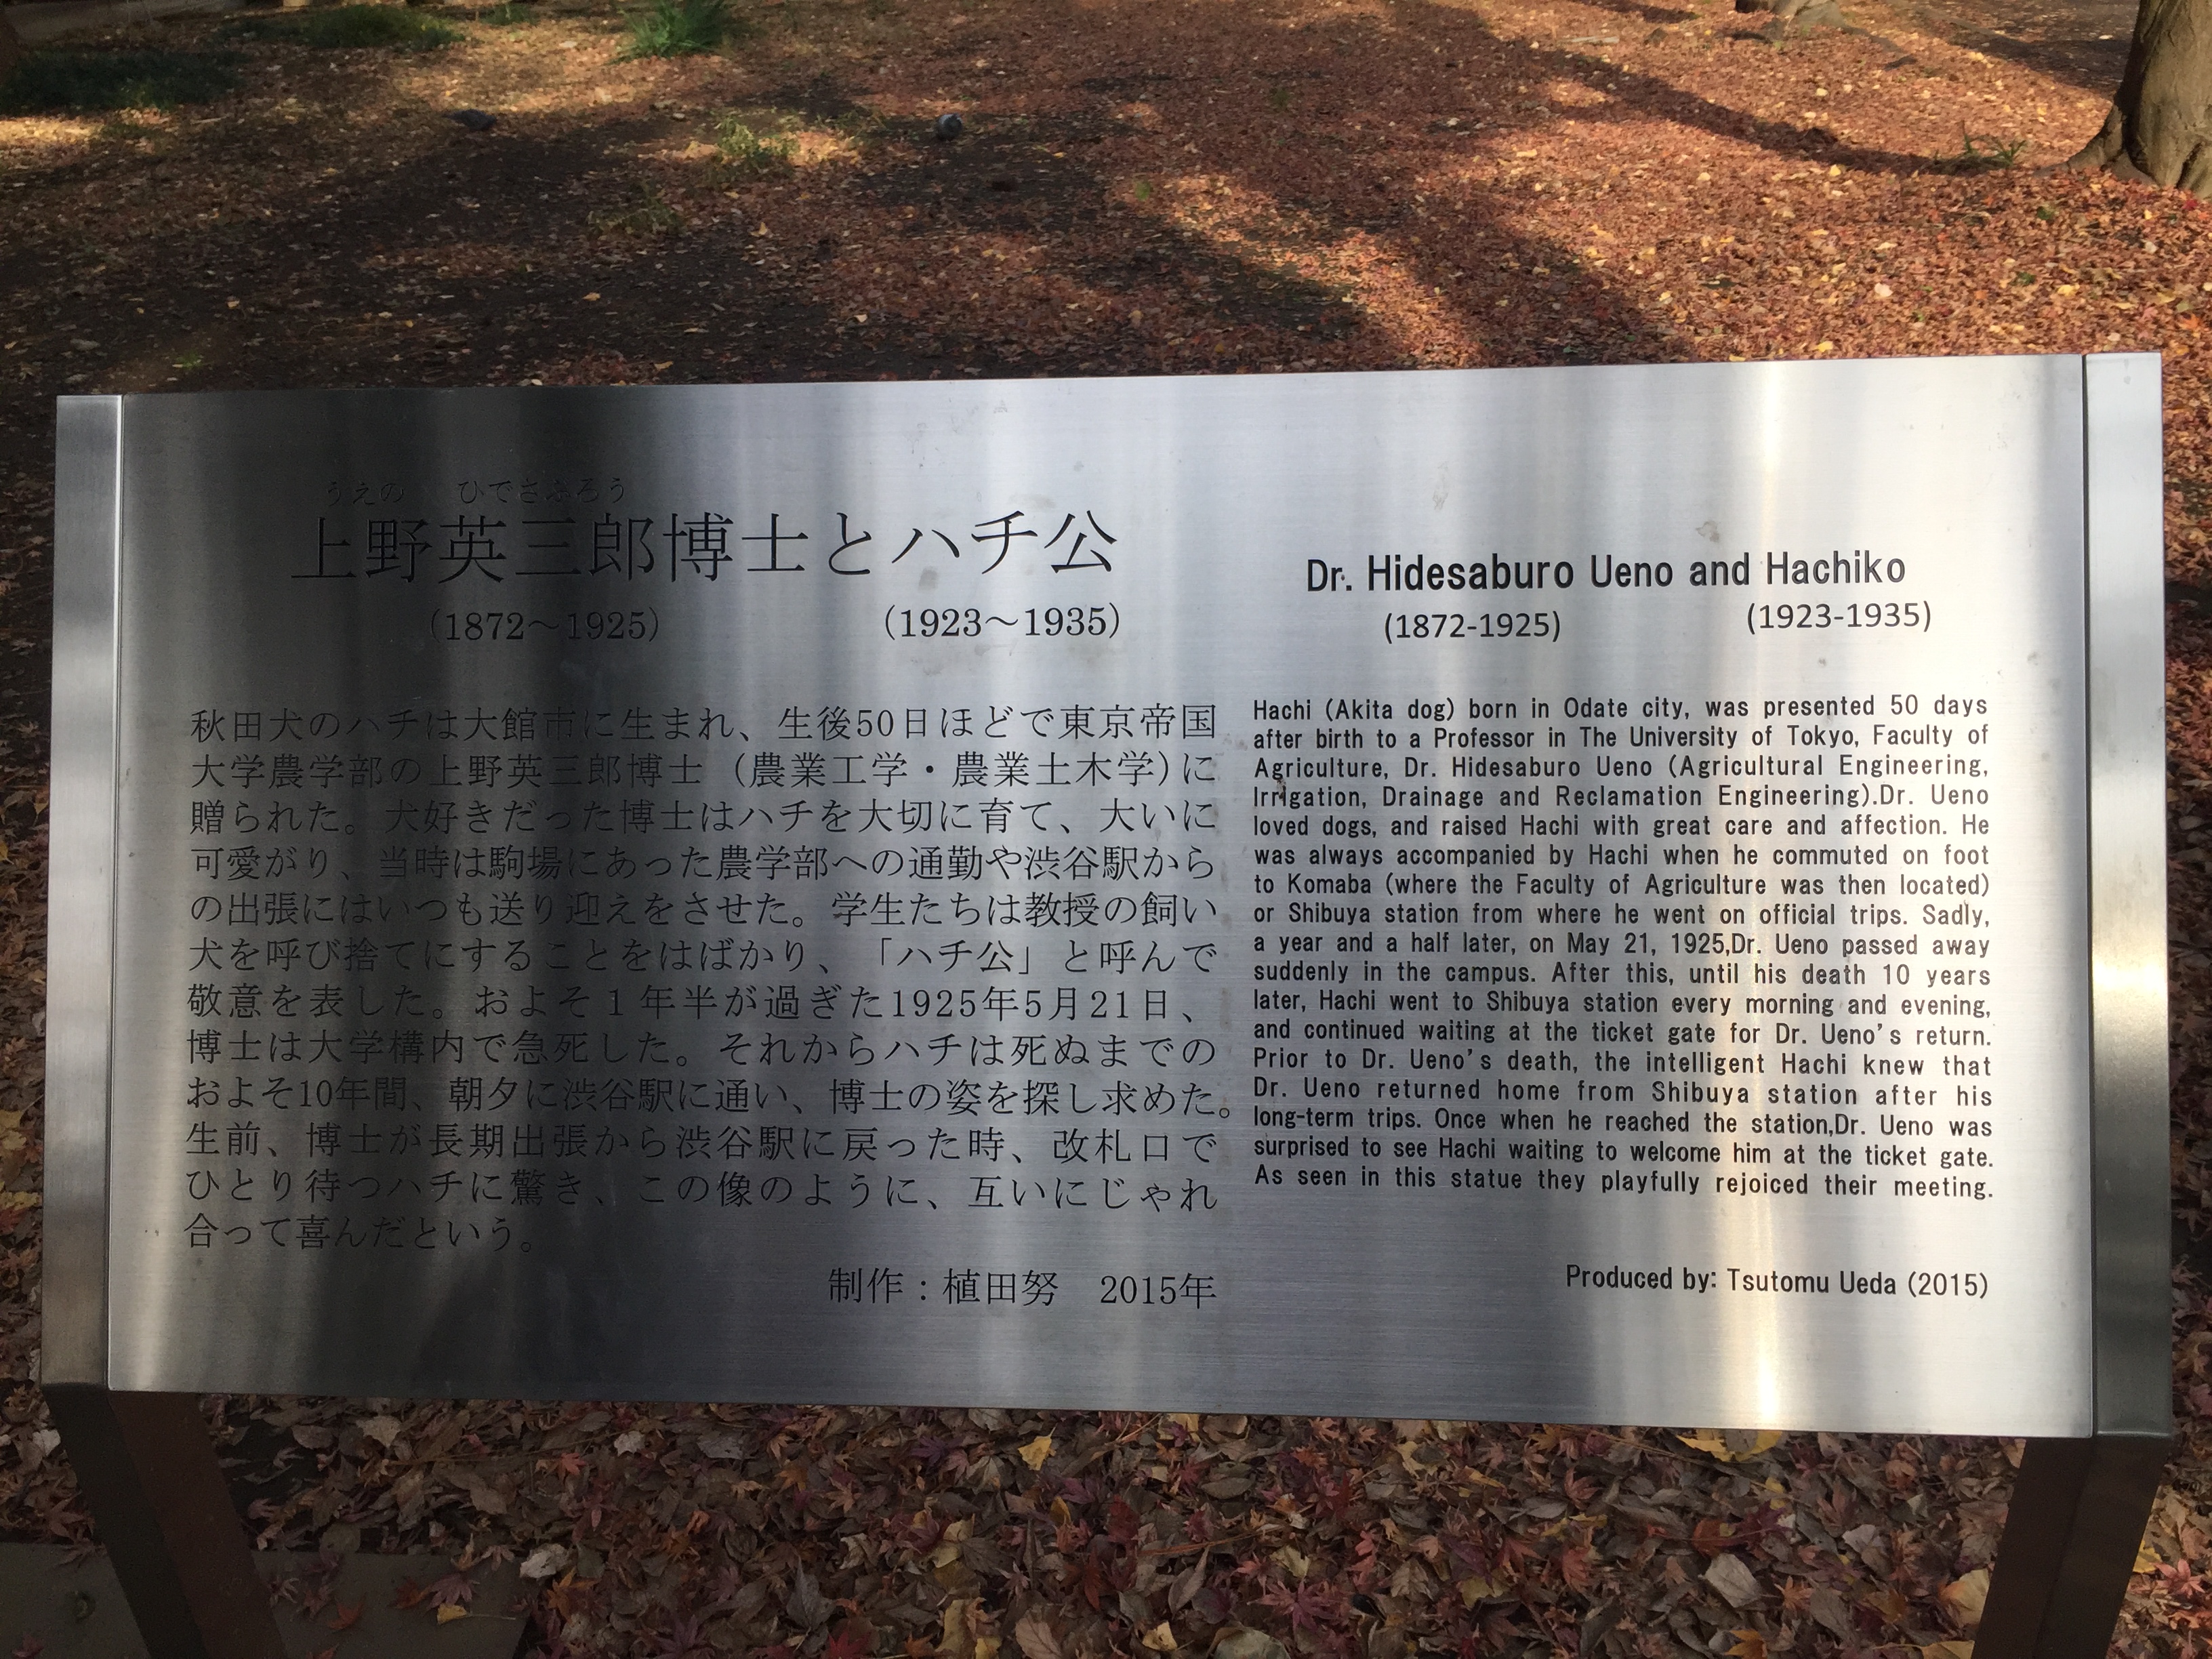 うえの ひでさぶろう
上野英三郎博士とハチ公
(1872～1925) (1923～1935)
秋田犬のハチは大館市に生まれ、生後50日ほどで東京帝国
大学農学部の上野英三郎博士（農業工学・農業土木学）に
贈られた。犬好きだった博士はハチを大切に育て、大いに
可愛がり、当時は駒場にあった農学部への通勤や渋谷駅から
の出張にはいつも送り迎えをさせた。学生たちは教授の飼い
犬を呼び捨てにすることをはばかり、「ハチ公」と呼んで
敬意を表した。およそ１年半が過ぎた1925年5月21日、
博士は大学構内で急死した。それからハチは死ぬまでの
およそ10年間、朝夕に渋谷駅に通い、博士の姿を探し求めた。
生前、博士が長期出張から渋谷駅に戻った時、改札口で
ひとり待つハチに驚き、この像のように、互いにじゃれ
合って喜んだという。
制作：植田努　2015年
Dr. Hidesaburo Ueno and Hachiko
(1872-1925) (1923-1935)
Hachi (Akita dog) born in Odate city, was presented 50 days
after birth to a Professor in The University of Tokyo, Faculty of
Agriculture, Dr. Hidesaburo Ueno (Agricultural Engineering,
Irrigation, Drainage and Reclamation Engineering).Dr. Ueno
loved dogs, and raised Hachi with great care and affection. He
was always accompanied by Hachi when he commuted on foot
to Komaba (where the Faculty of Agriculture was then located)
or Shibuya station from where he went on official trips. Sadly,
a year and a half later, on May 21, 1925,Dr. Ueno passed away
suddenly in the campus. After this, until his death 10 years
later, Hachi went to Shibuya station every morning and evening,
and continued waiting at the ticket gate for Dr. Ueno's return.
Prior to Dr. Ueno's death, the intelligent Hachi knew that
Dr. Ueno returned home from Shibuya station after his
long-term trips. Once when he reached the station,Dr. Ueno was
surprised to see Hachi waiting to welcome him at the ticket gate.
As seen in this statue they playfully rejoiced their meeting.
Produced by: Tsutomu Ueda (2015)